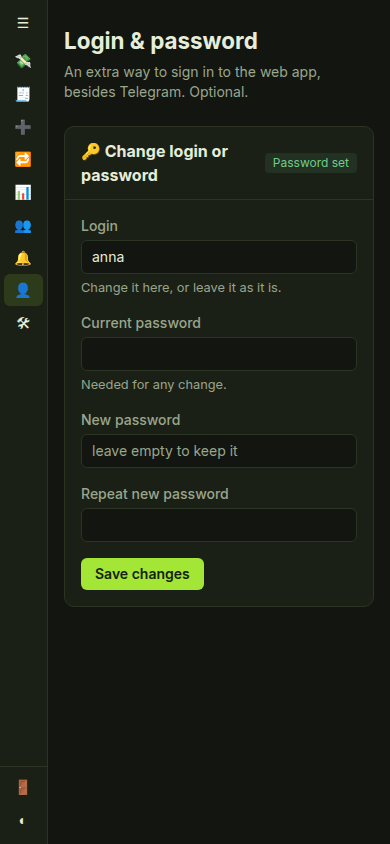 Login & password
An extra way to sign in to the web app,
besides Telegram. Optional.
🔑 Change login or
password
Password set
Login
anna
Change it here, or leave it as it is.
Current password
Needed for any change.
New password
leave empty to keep it
Repeat new password
Save changes